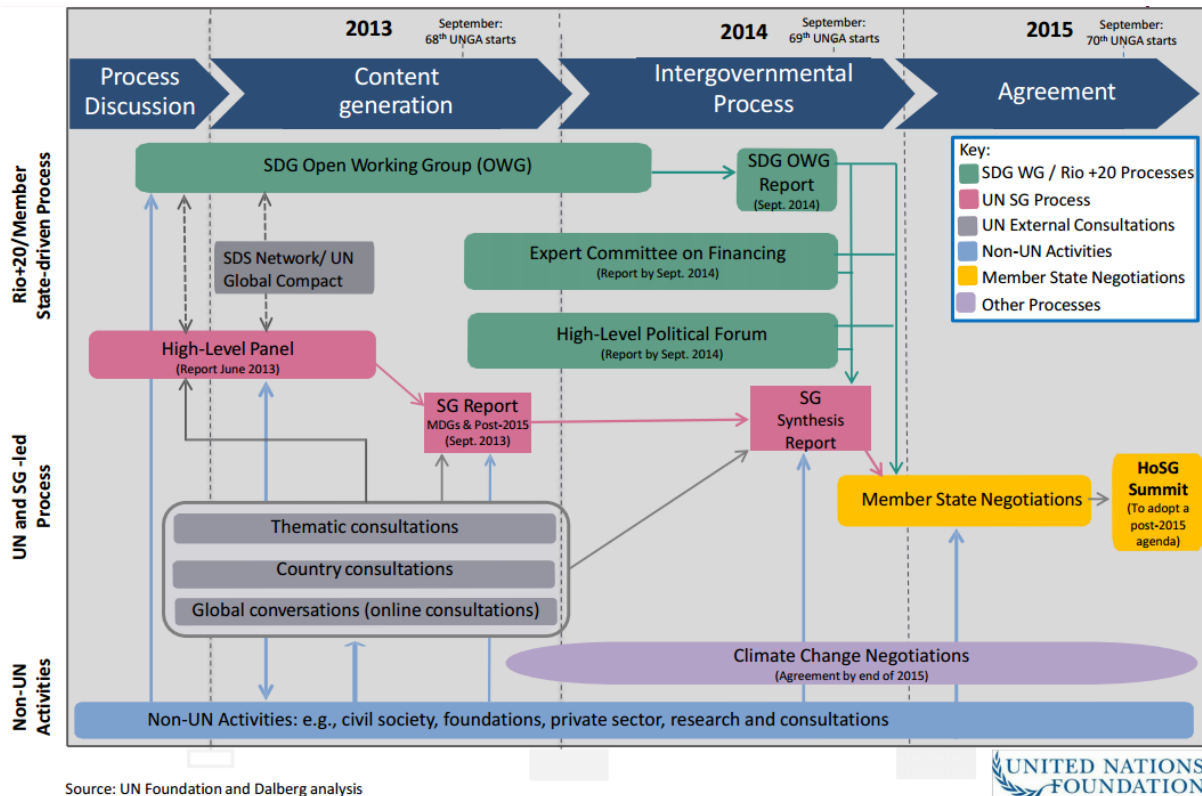 2013
September:
68th UNGA starts
2014
September:
69th UNGA starts
2015
September:
70th UNGA starts
Process
Discussion
Content
generation
Intergovernmental
Process
Agreement
Rio+20/Member
State-driven Process
SDG Open Working Group (OWG)
SDG OWG
Report
(Sept. 2014)
Key:
SDG WG / Rio +20 Processes
UN SG Process
UN External Consultations
Non-UN Activities
Member State Negotiations
Other Processes
SDS Network/ UN
Global Compact
Expert Committee on Financing
(Report by Sept. 2014)
High-Level Political Forum
(Report by Sept. 2014)
UN and SG -led
Process
High-Level Panel
(Report June 2013)
SG Report
MDGs & Post-2015
(Sept. 2013)
SG
Synthesis
Report
Member State Negotiations
HoSG
Summit
(To adopt a
post-2015
agenda)
Thematic consultations
Country consultations
Global conversations (online consultations)
Non-UN
Activities
Climate Change Negotiations
(Agreement by end of 2015)
Non-UN Activities: e.g., civil society, foundations, private sector, research and consultations
Source: UN Foundation and Dalberg analysis
UNITED NATIONS
FOUNDATION